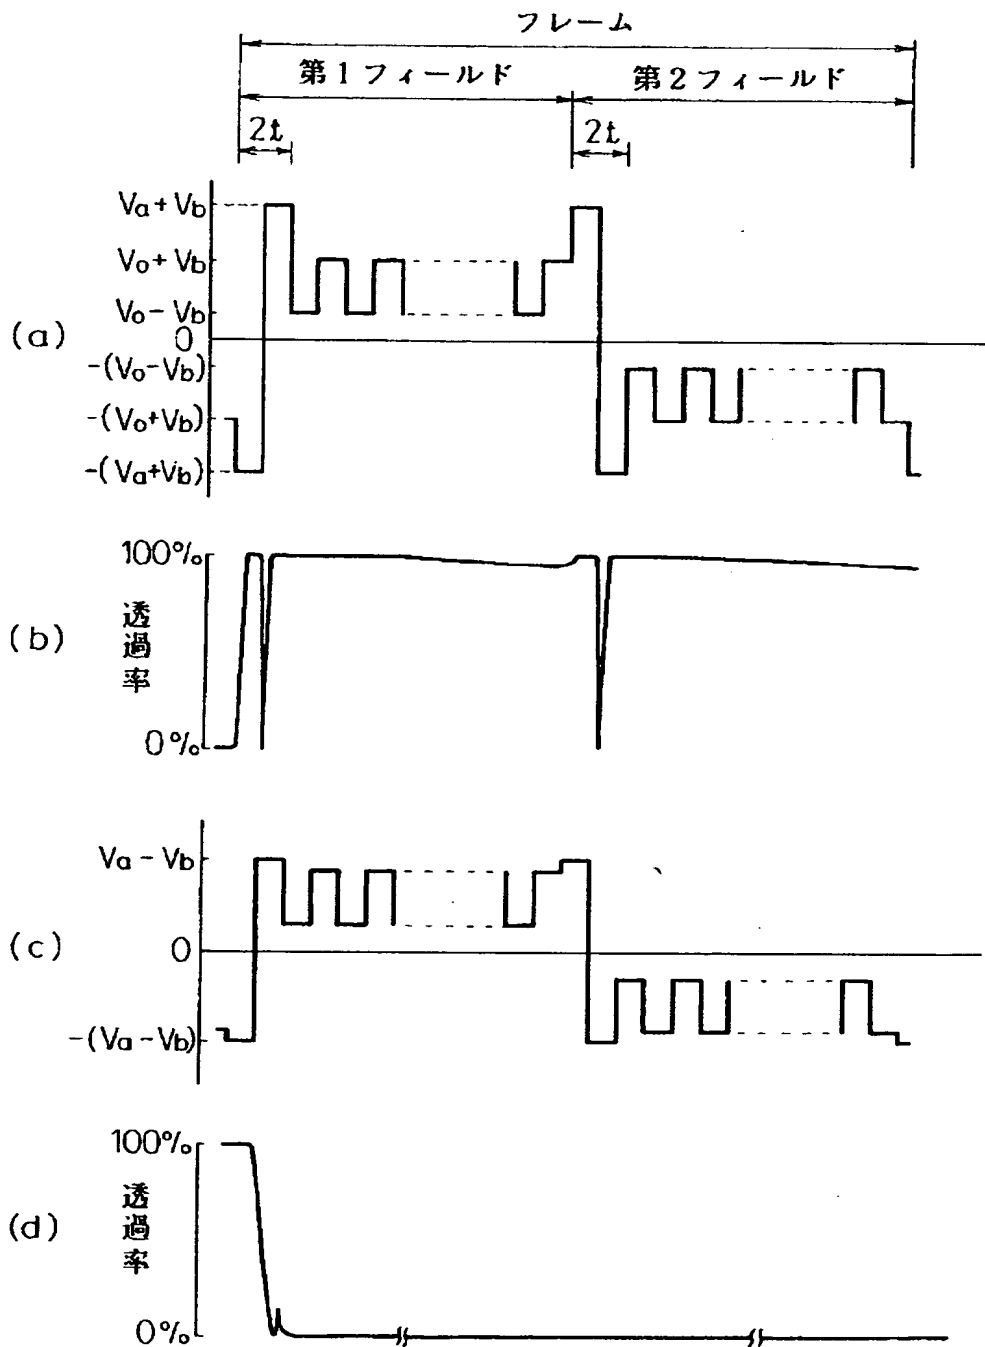 フレーム
第1フィールド
第2フィールド
2t
2t
(a)
Va+Vb
Vo+Vb
Vo-Vb
0
-(Vo-Vb)
-(Vo+Vb)
-(Va+Vb)
(b)
100%
透過率
0%
(c)
Va-Vb
0
-(Va-Vb)
(d)
100%
透過率
0%